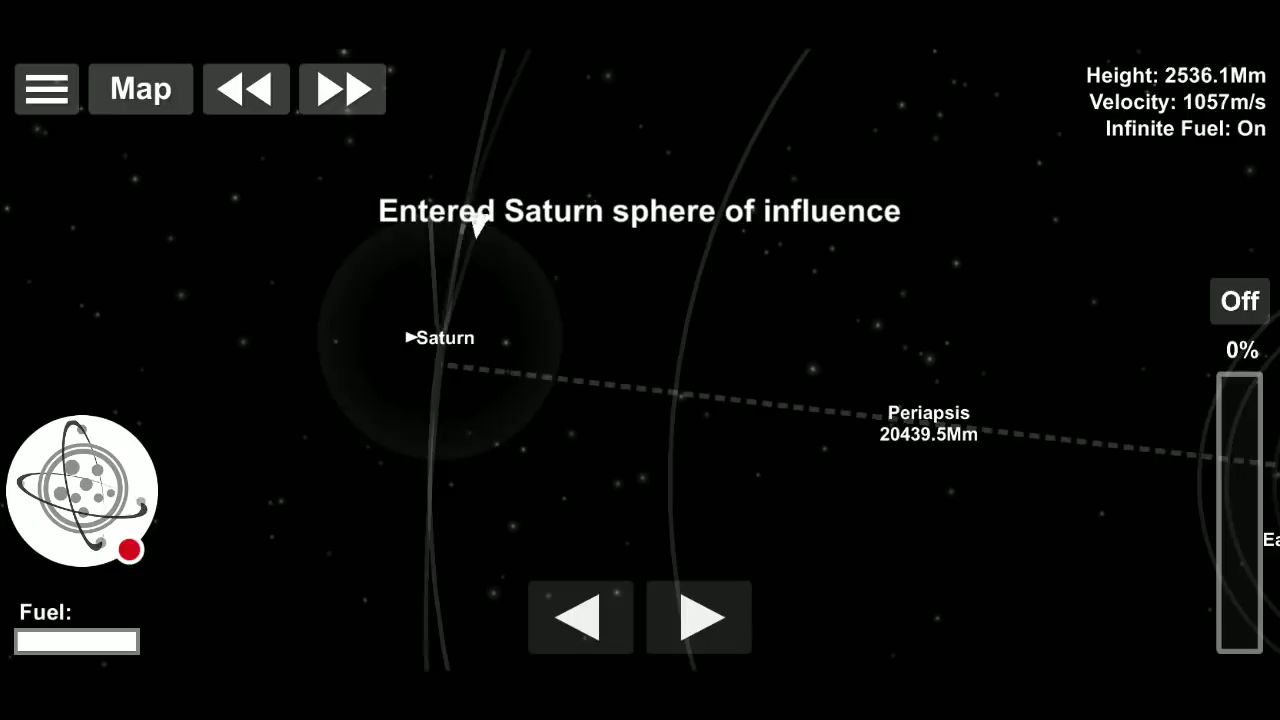 Map
Height: 2536.1Mm
Velocity: 1057m/s
Infinite Fuel: On
Entered Saturn sphere of influence
Off
Saturn
0%
Periapsis
20439.5Mm
Ea
Fuel: